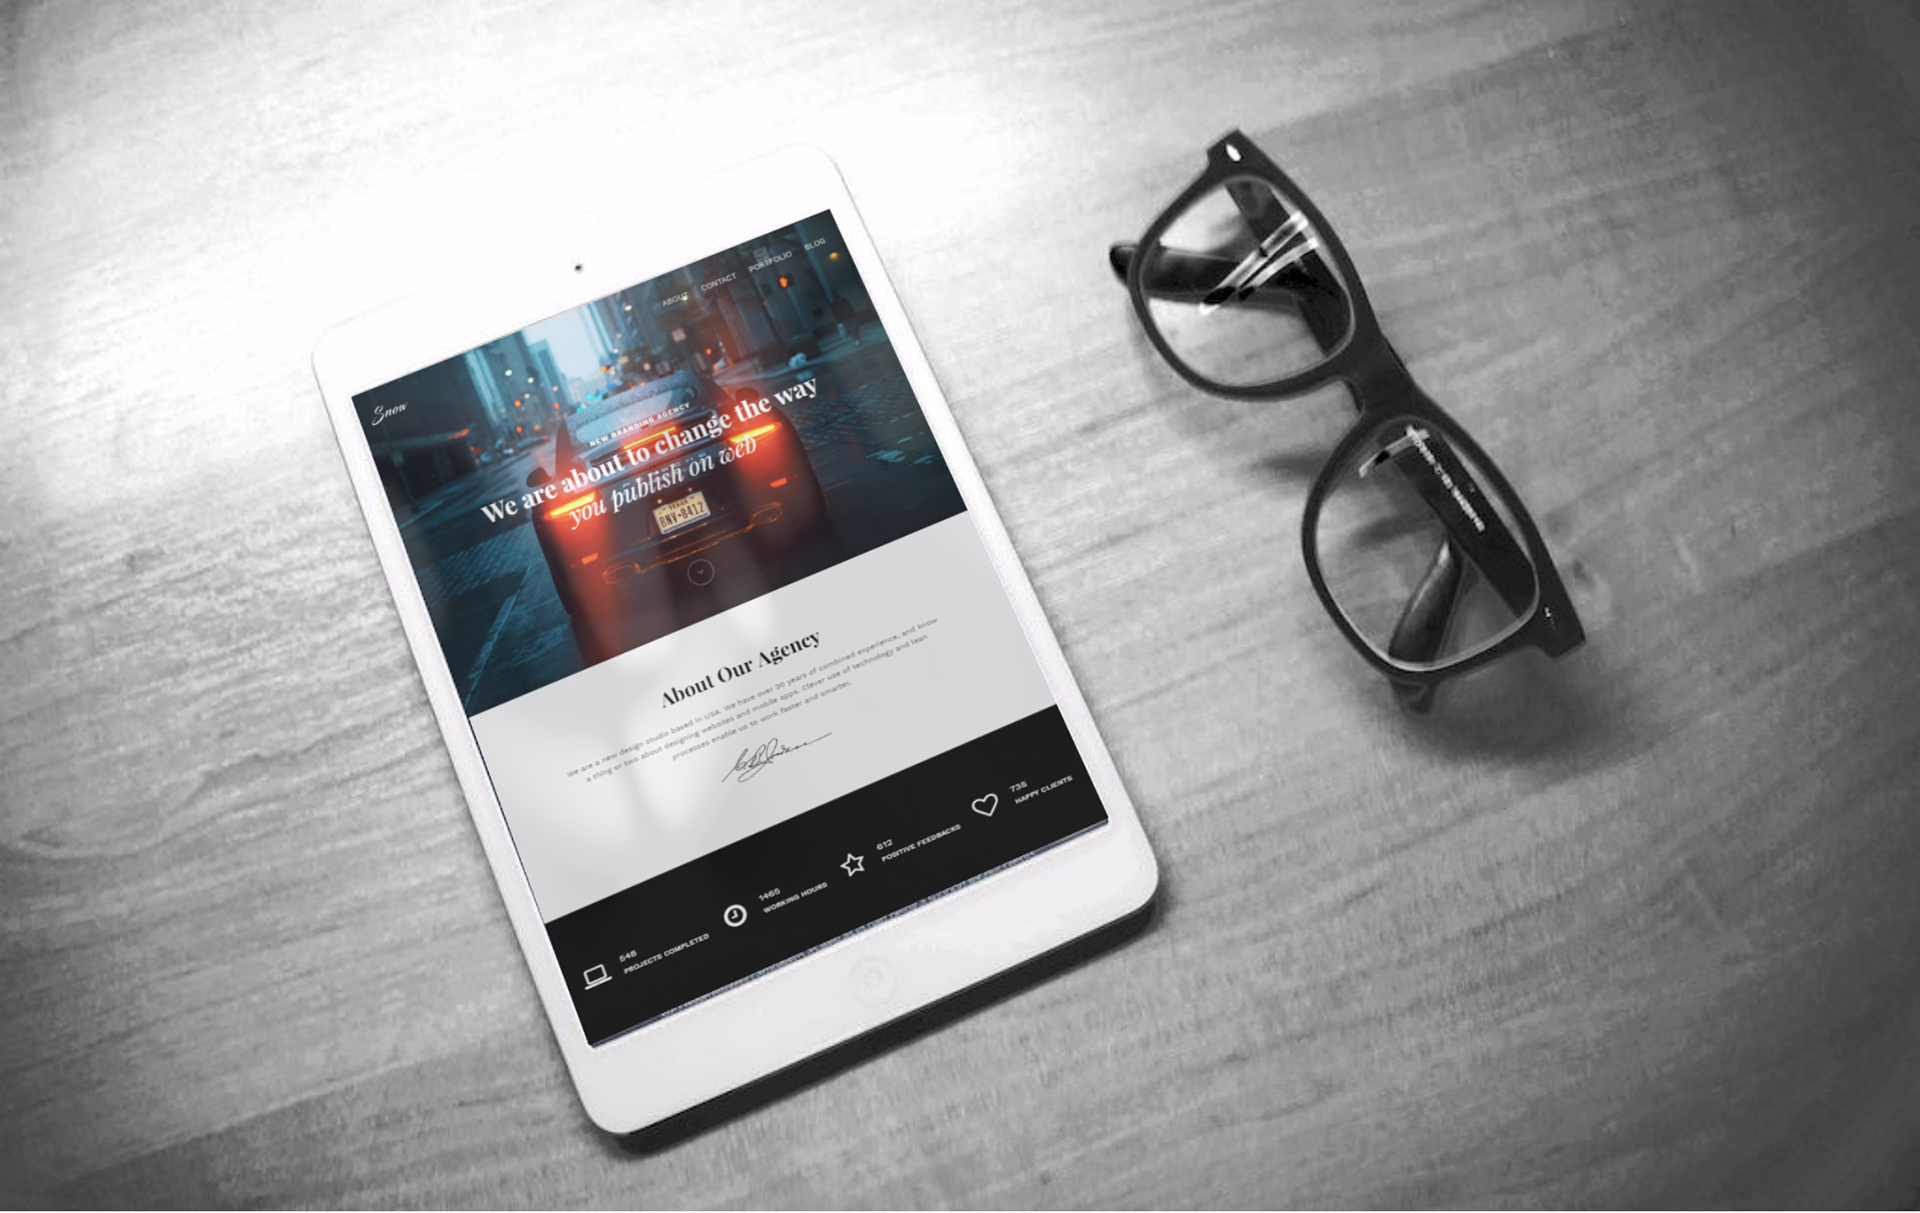 ABOUT CONTACT PORTFOLIO BLOG
Snow
NEW BRANDING AGENCY
We are about to change the way
you publish on web
TEXAS
BNV-8412
About Our Agency
We are a new design studio based in USA. We have over 20 years of combined experience, and know
a thing or two about designing websites and mobile apps. Clever use of technology and lean
processes enable us to work faster and smarter.
548
PROJECTS COMPLETED
1465
WORKING HOURS
612
POSITIVE FEEDBACKS
735
HAPPY CLIENTS